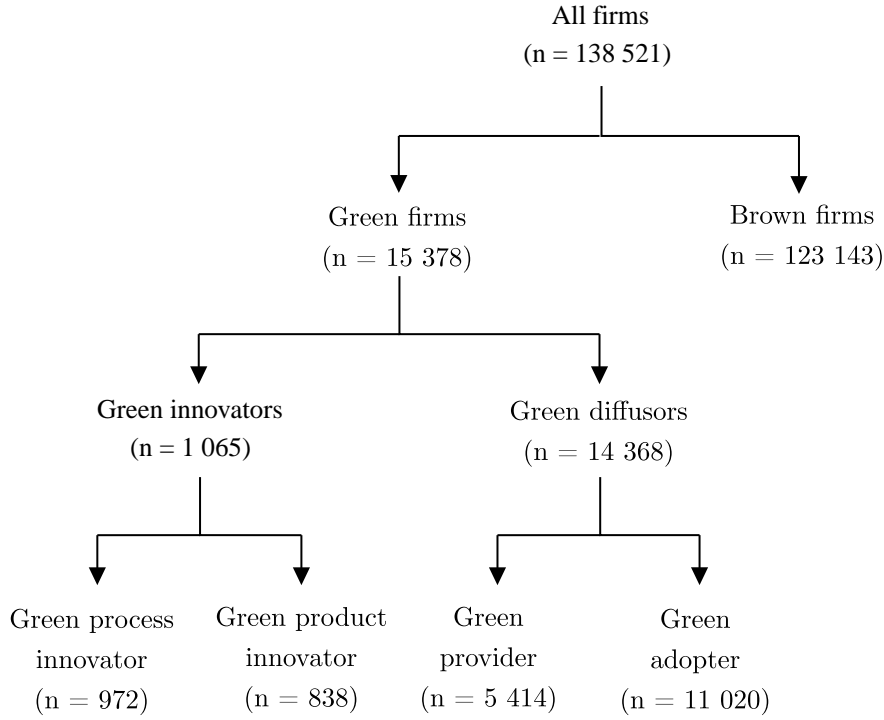 All firms
(n = 138 521)
Green firms
(n = 15 378)
Brown firms
(n = 123 143)
Green innovators
(n = 1 065)
Green diffusors
(n = 14 368)
Green process
innovator
(n = 972)
Green product
innovator
(n = 838)
Green
provider
(n = 5 414)
Green
adopter
(n = 11 020)